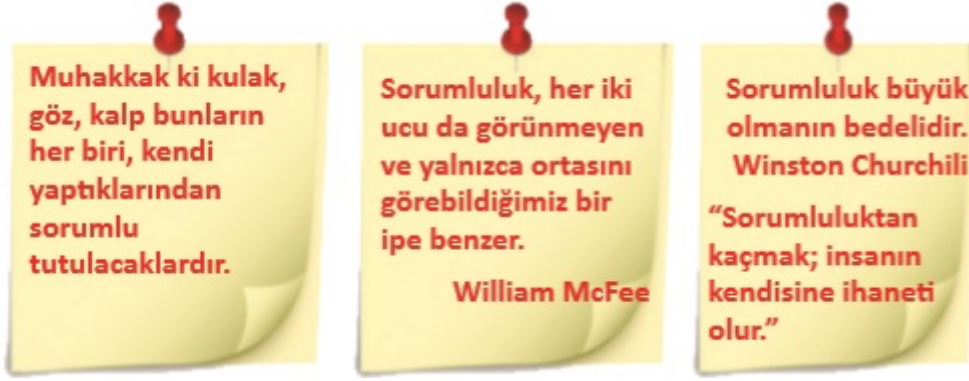 Muhakkak ki kulak,
göz, kalp bunların
her biri, kendi
yaptıklarından
sorumlu
tutulacaklardır.
Sorumluluk, her iki
ucu da görünmeyen
ve yalnızca ortasını
görebildiğimiz bir
ipe benzer.
William McFee
Sorumluluk büyük
olmanın bedelidir.
Winston Churchili
“Sorumluluktan
kaçmak; insanın
kendisine ihaneti
olur.”